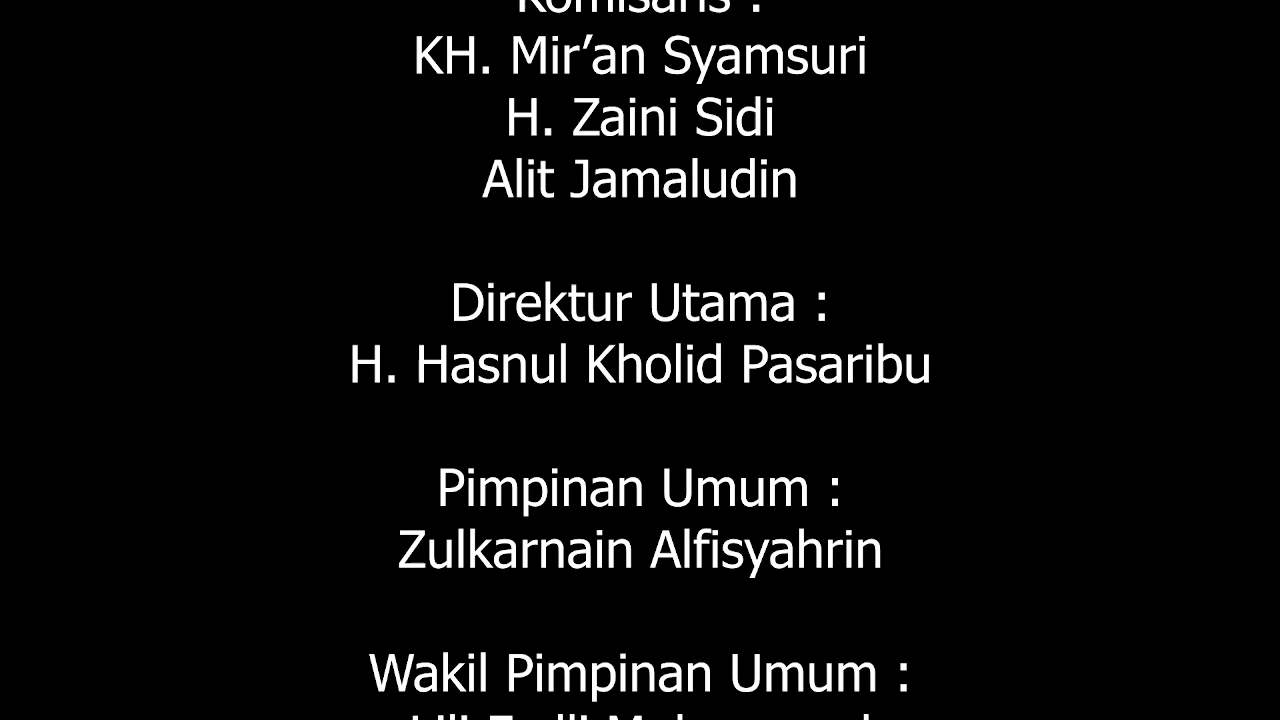 Komisaris :
KH. Mir’an Syamsuri
H. Zaini Sidi
Alit Jamaludin
Direktur Utama :
H. Hasnul Kholid Pasaribu
Pimpinan Umum :
Zulkarnain Alfisyahrin
Wakil Pimpinan Umum :